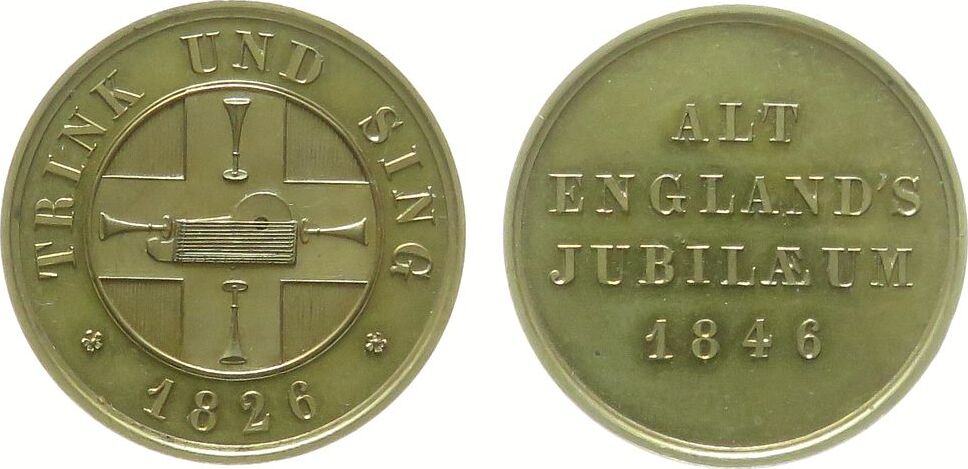 TRINK UND SING
1826
ALT
ENGLAND'S
JUBILÆUM
1846